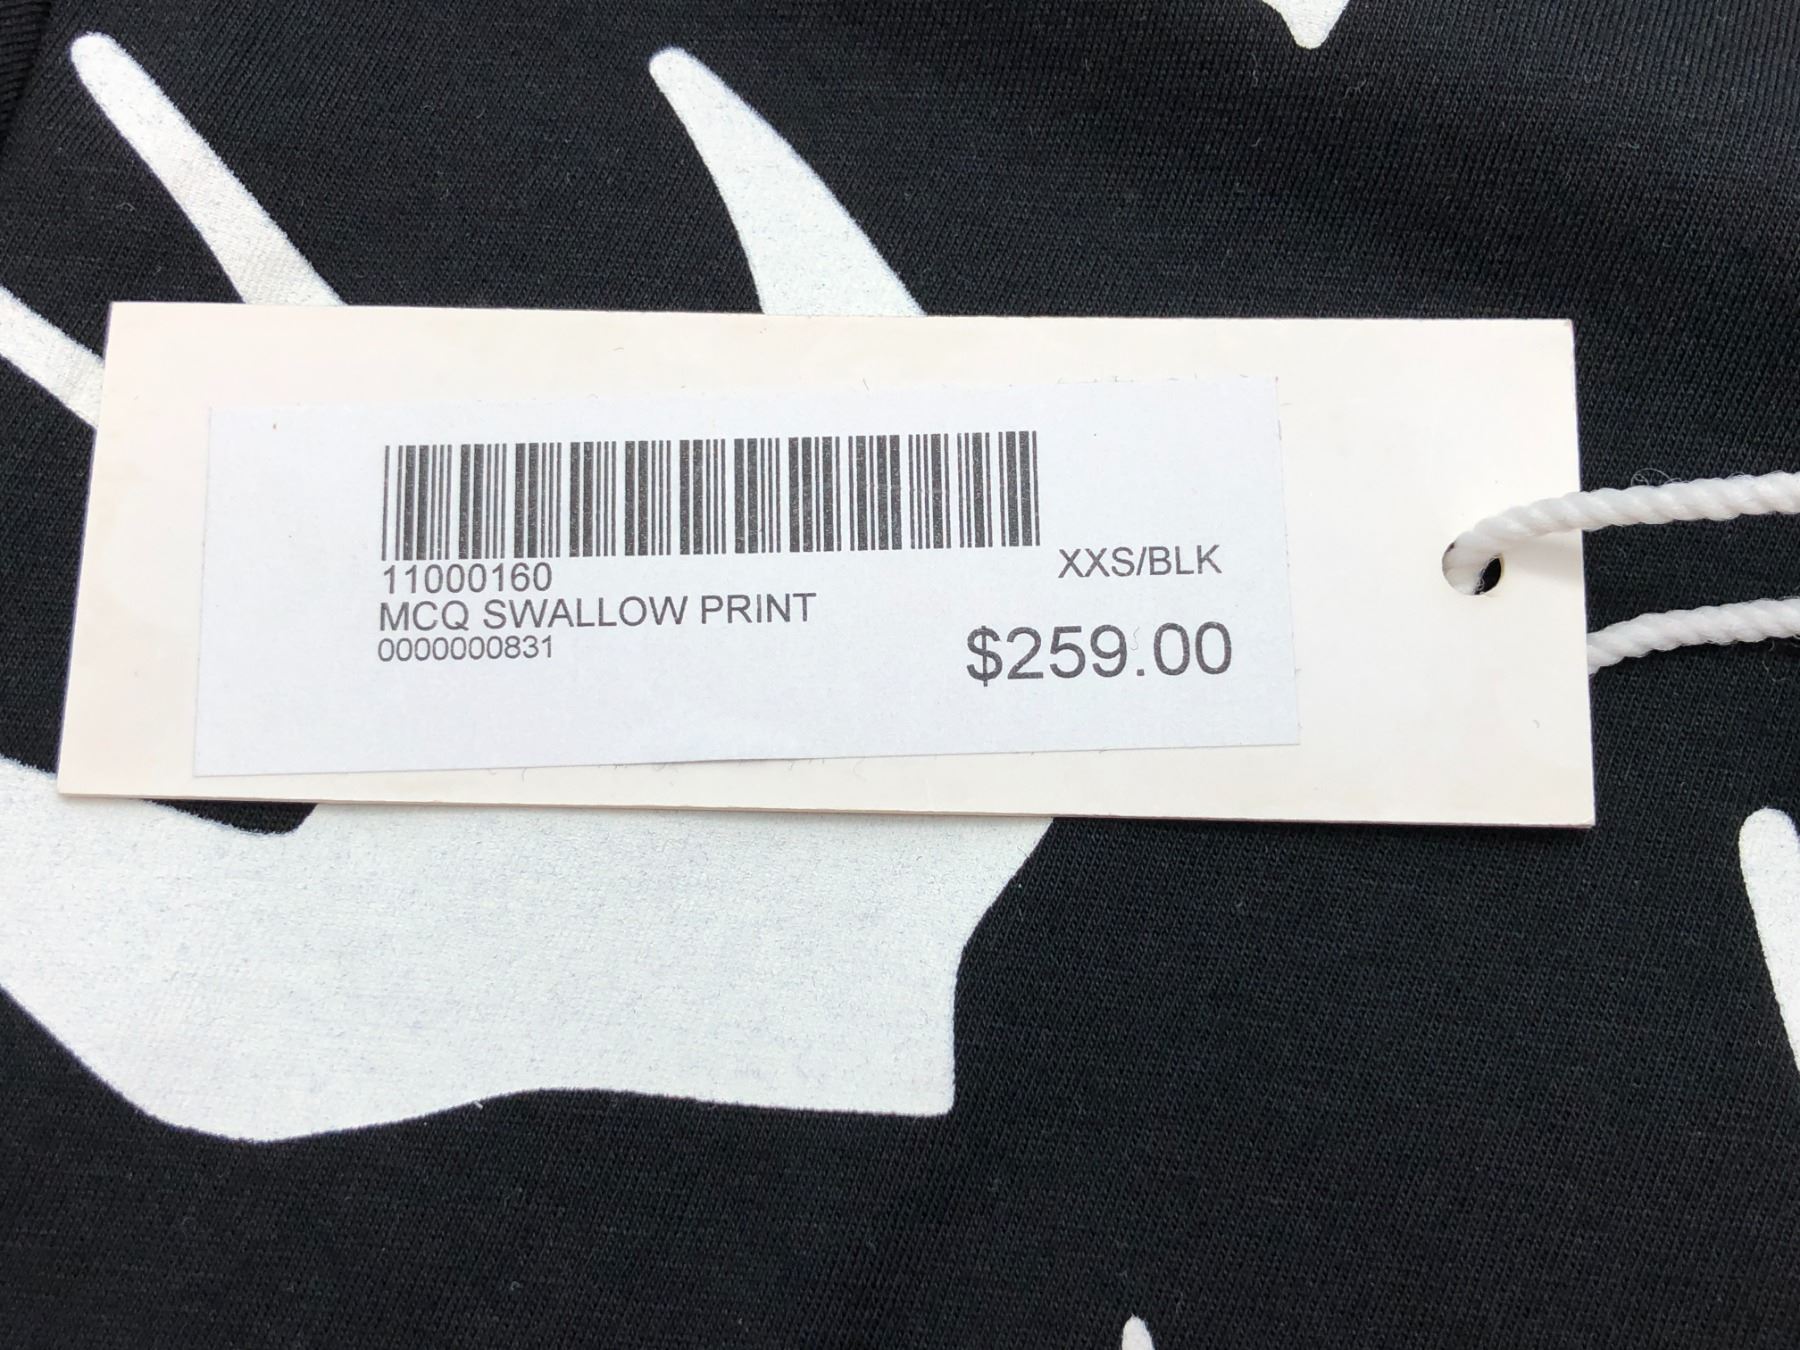 11000160
XXS/BLK
MCQ SWALLOW PRINT
0000000831
$259.00